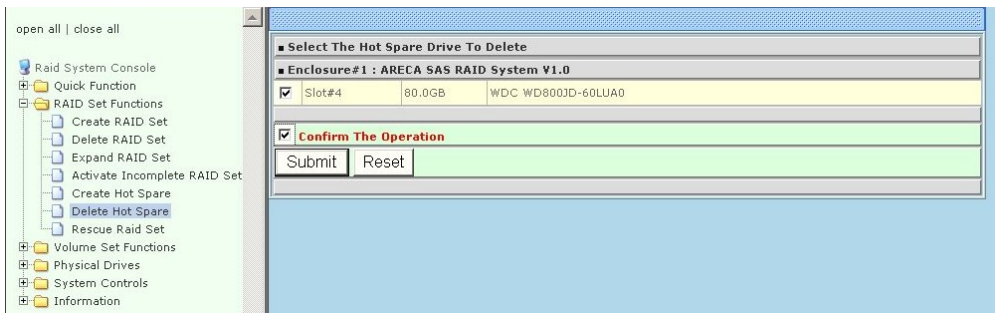 open all | close all
Raid System Console
Quick Function
RAID Set Functions
Create RAID Set
Delete RAID Set
Expand RAID Set
Activate Incomplete RAID Set
Create Hot Spare
Delete Hot Spare
Rescue Raid Set
Volume Set Functions
Physical Drives
System Controls
Information
Select The Hot Spare Drive To Delete
Enclosure#1 : ARECA SAS RAID System V1.0
Slot#4 80.0GB WDC WD800JD-60LUA0
Confirm The Operation
Submit Reset